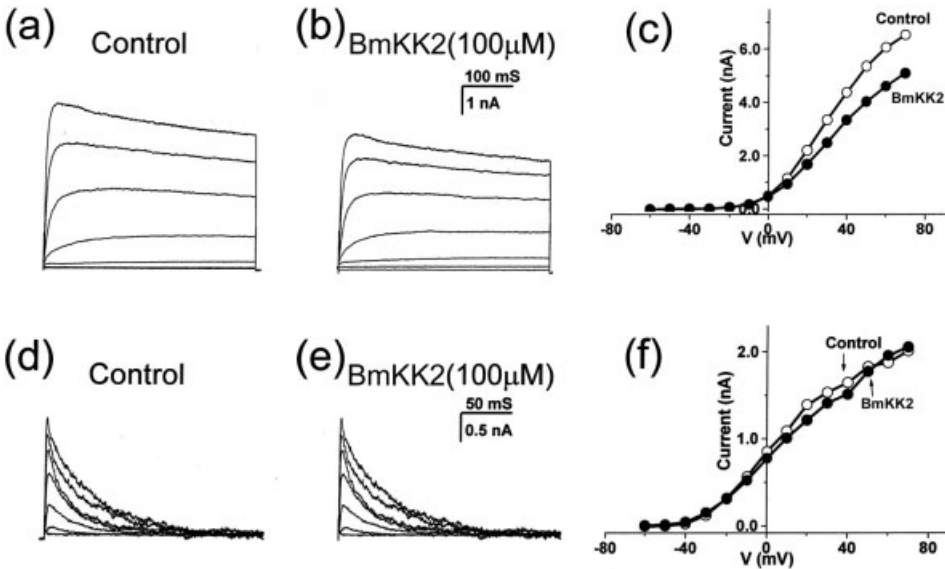 (a)
Control
(b)
BmKK2(100μM)
100 mS
1 nA
(c)
Control
BmKK2
Current (nA)
6.0
4.0
2.0
0.0
-80 -40 0 40 80
V (mV)
(d)
Control
(e)
BmKK2(100μM)
50 mS
0.5 nA
(f)
Control
BmKK2
Current (nA)
2.0
1.0
0.0
-80 -40 0 40 80
V (mV)